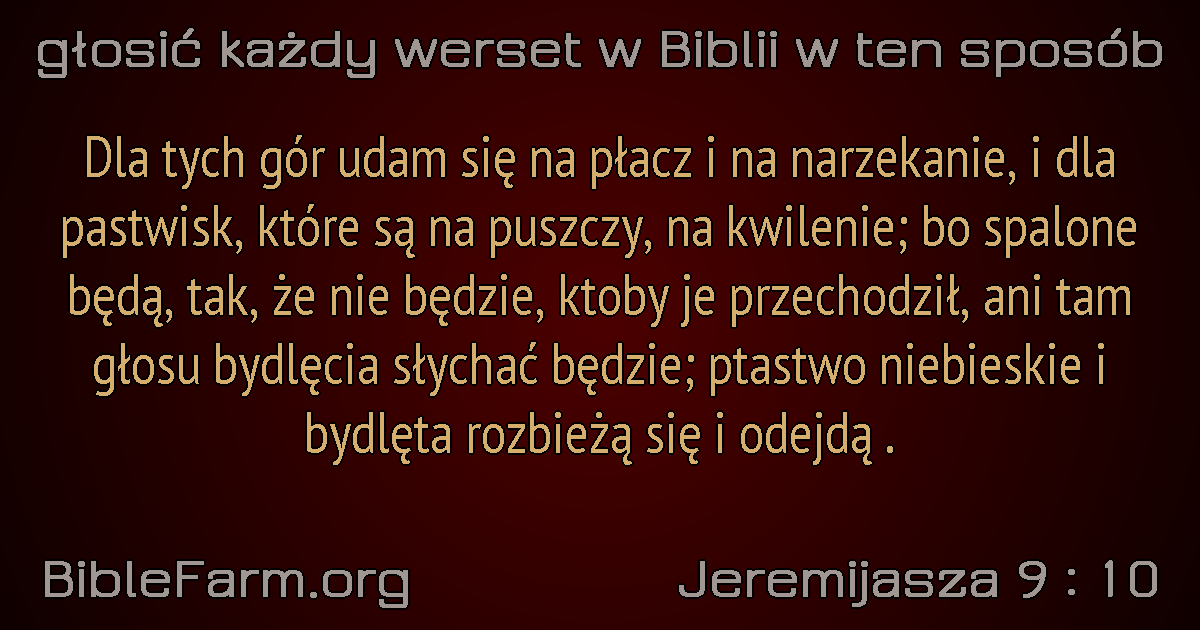 głosić każdy werset w Biblii w ten sposób
Dla tych gór udam się na płacz i na narzekanie, i dla
pastwisk, które są na puszczy, na kwilenie; bo spalone
będą, tak, że nie będzie, ktoby je przechodził, ani tam
głosu bydlęcia słychać będzie; ptastwo niebieskie i
bydlęta rozbieżą się i odejdą .
BibleFarm.org
Jeremijasza 9 : 10